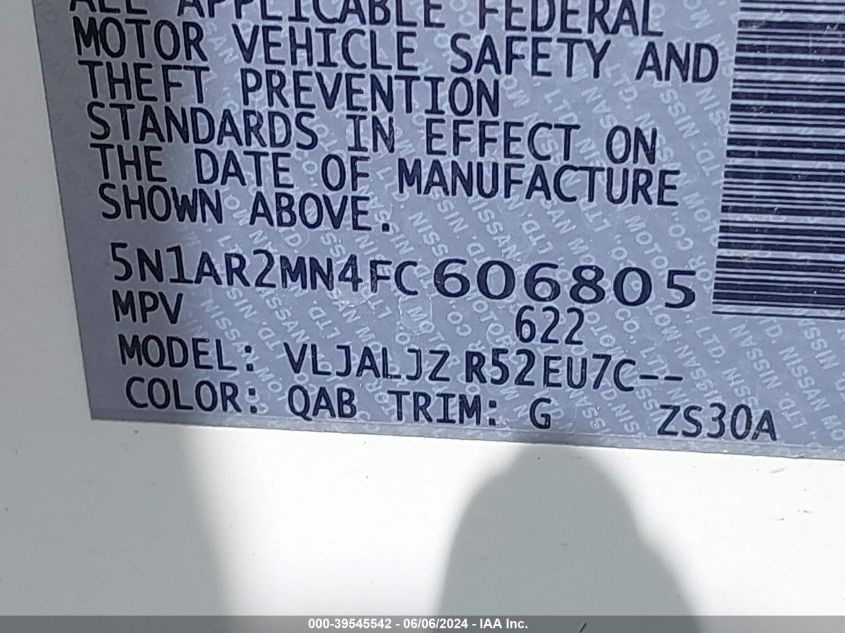 ALL APPLICABLE FEDERAL
MOTOR VEHICLE SAFETY AND
THEFT PREVENTION
STANDARDS IN EFFECT ON
THE DATE OF MANUFACTURE
SHOWN ABOVE.
5N1AR2MN4FC606805
MPV 622
MODEL: VLJALJZ R52EU7C--
COLOR: QAB TRIM: G ZS30A
000-39545542 / 06/06/2024 - IAA Inc.